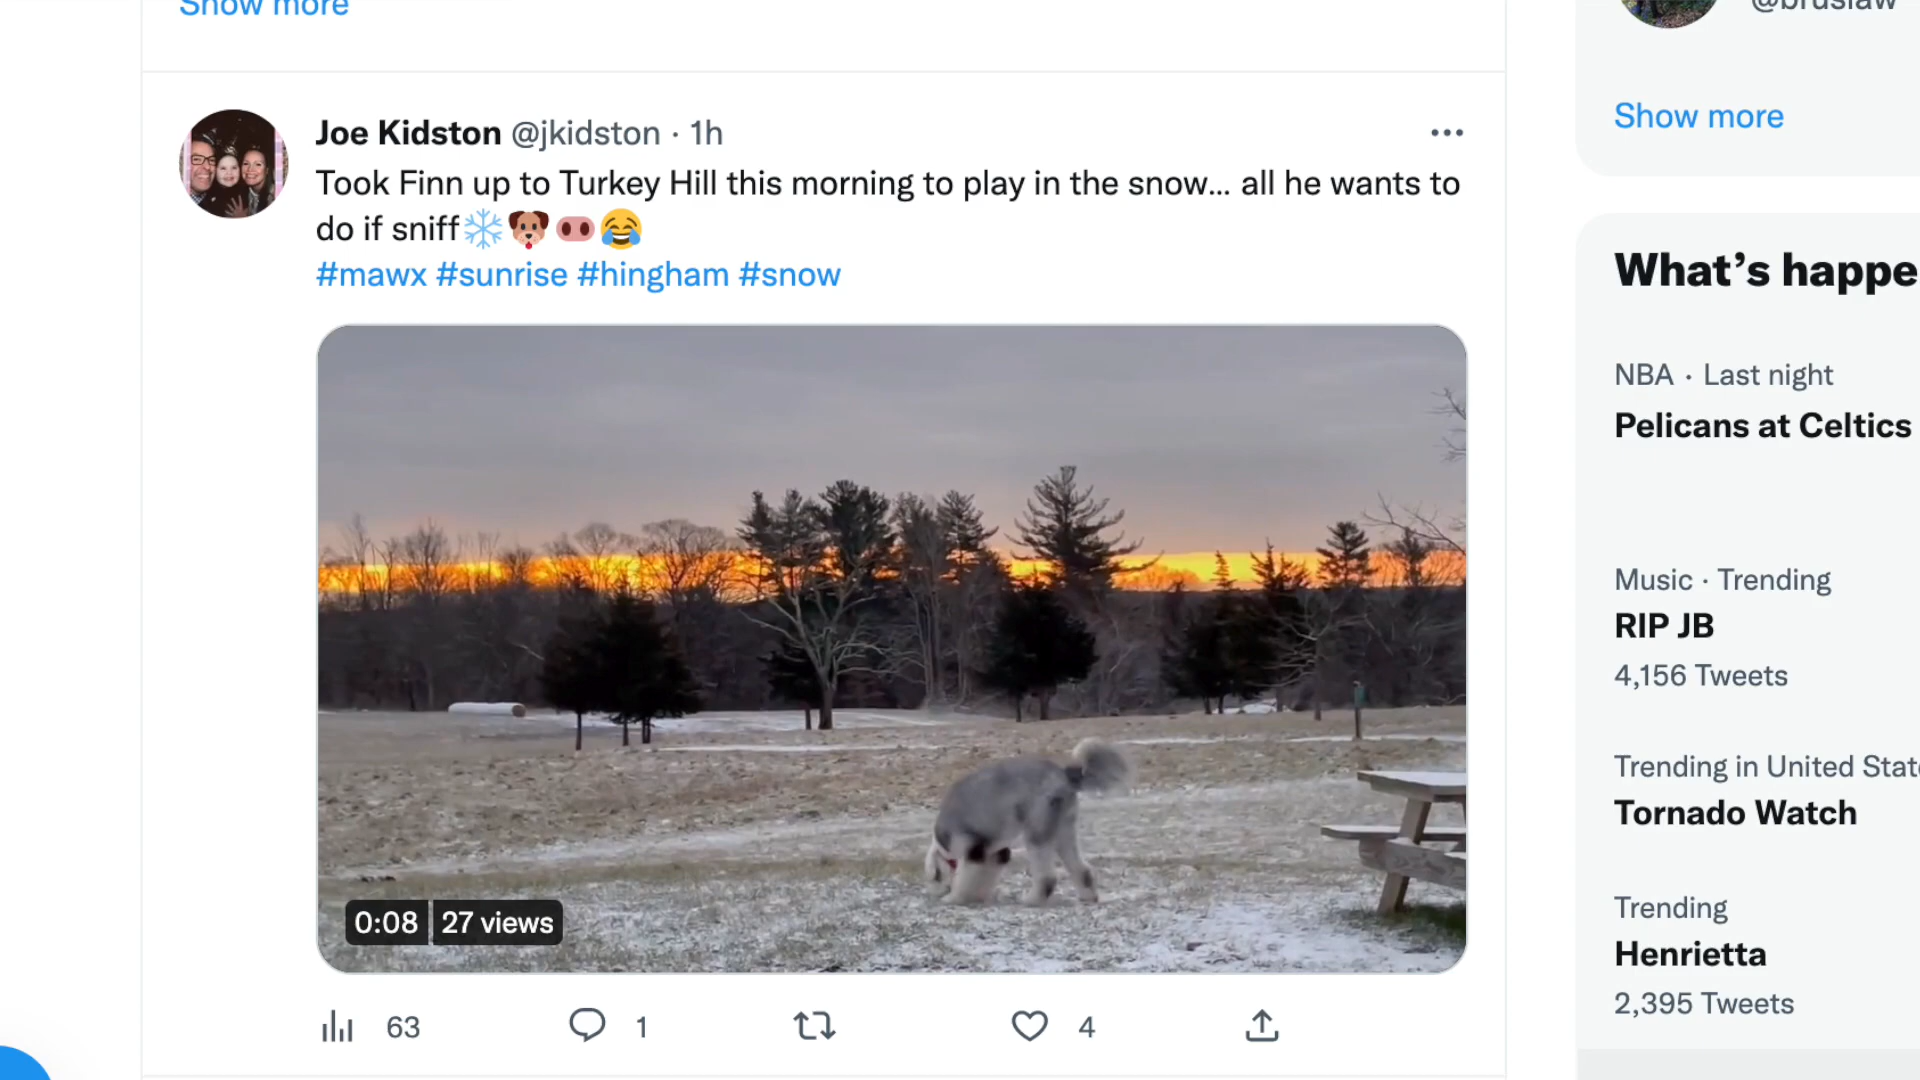 Show more
Joe Kidston @jkidston · 1h
Took Finn up to Turkey Hill this morning to play in the snow... all he wants to
do if sniff❄️🐶🐽😂
#mawx #sunrise #hingham #snow
0:08 27 views
63 1 4
@bruslaw
Show more
What's happe
NBA · Last night
Pelicans at Celtics
Music · Trending
RIP JB
4,156 Tweets
Trending in United Stat
Tornado Watch
Trending
Henrietta
2,395 Tweets